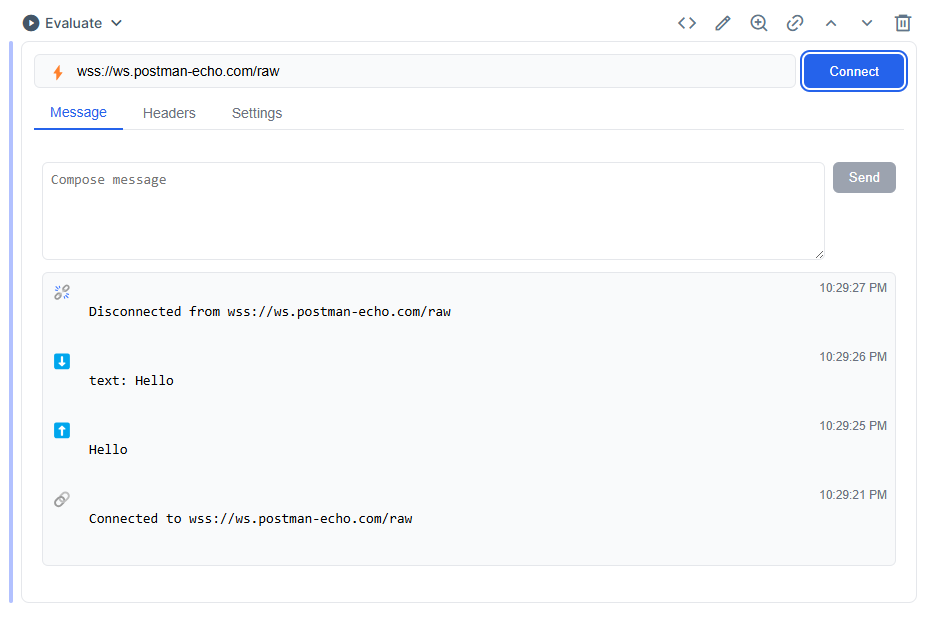 Evaluate
wss://ws.postman-echo.com/raw
Connect
Message Headers Settings
Compose message
Send
10:29:27 PM
Disconnected from wss://ws.postman-echo.com/raw
10:29:26 PM
text: Hello
10:29:25 PM
Hello
10:29:21 PM
Connected to wss://ws.postman-echo.com/raw